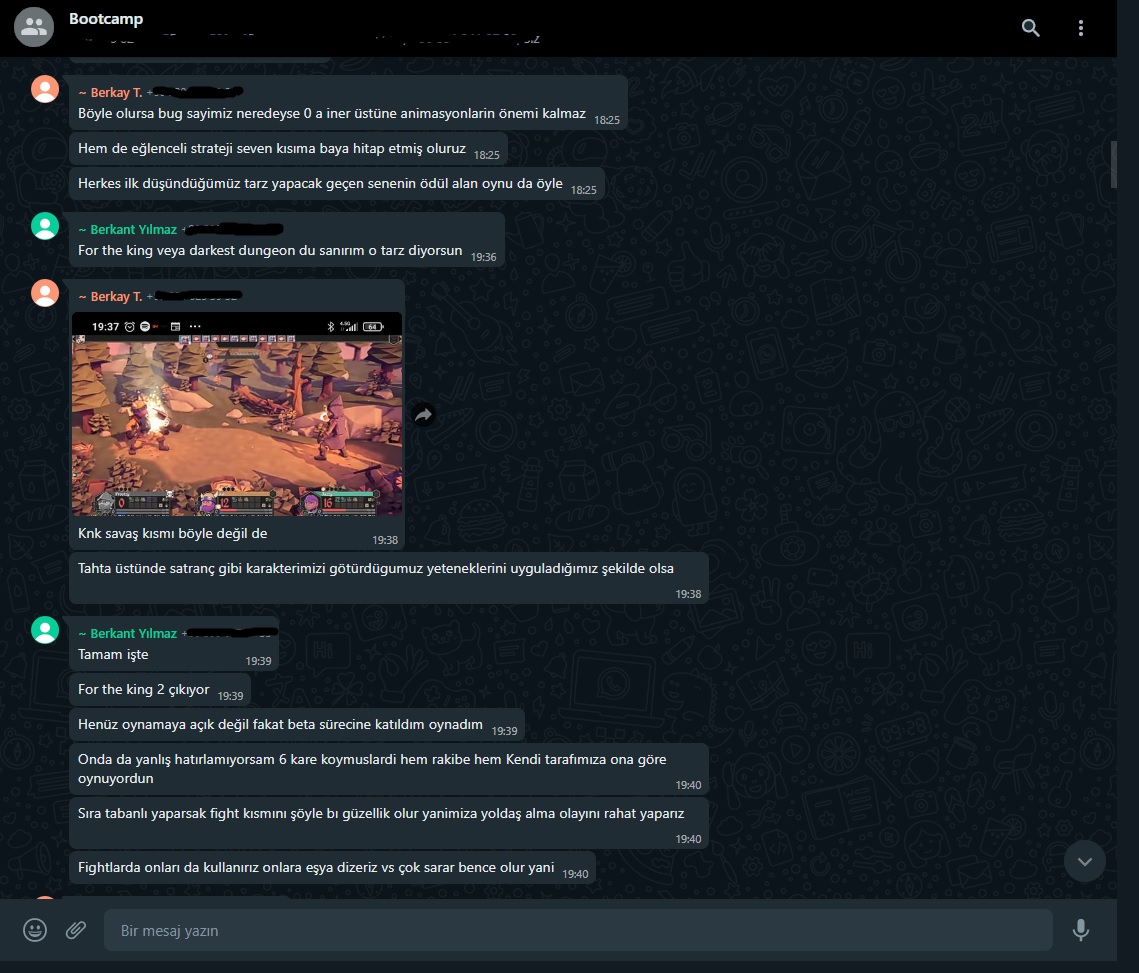 Bootcamp
~ Berkay T.
Böyle olursa bug sayimiz neredeyse 0 a iner üstüne animasyonlarin önemi kalmaz 18:25
Hem de eğlenceli strateji seven kısıma baya hitap etmiş oluruz 18:25
Herkes ilk düşündüğümüz tarz yapacak geçen senenin ödül alan oynu da öyle 18:25
~ Berkant Yılmaz
For the king veya darkest dungeon du sanırım o tarz diyorsun 19:36
~ Berkay T.
19:37 64
0 12 16
Knk savaş kısmı böyle değil de
19:38
Tahta üstünde satranç gibi karakterimizi götürdügumuz yeteneklerini uyguladığımız şekilde olsa
19:38
~ Berkant Yılmaz
Tamam işte 19:39
For the king 2 çıkıyor 19:39
Henüz oynamaya açık değil fakat beta sürecine katıldım oynadım 19:39
Onda da yanlış hatırlamıyorsam 6 kare koymuslardi hem rakibe hem Kendi tarafımıza ona göre
oynuyordun 19:40
Sıra tabanlı yaparsak fight kısmını şöyle bı güzellik olur yanimiza yoldaş alma olayını rahat yaparız
19:40
Fightlarda onları da kullanırız onlara eşya dizeriz vs çok sarar bence olur yani 19:40
Bir mesaj yazın